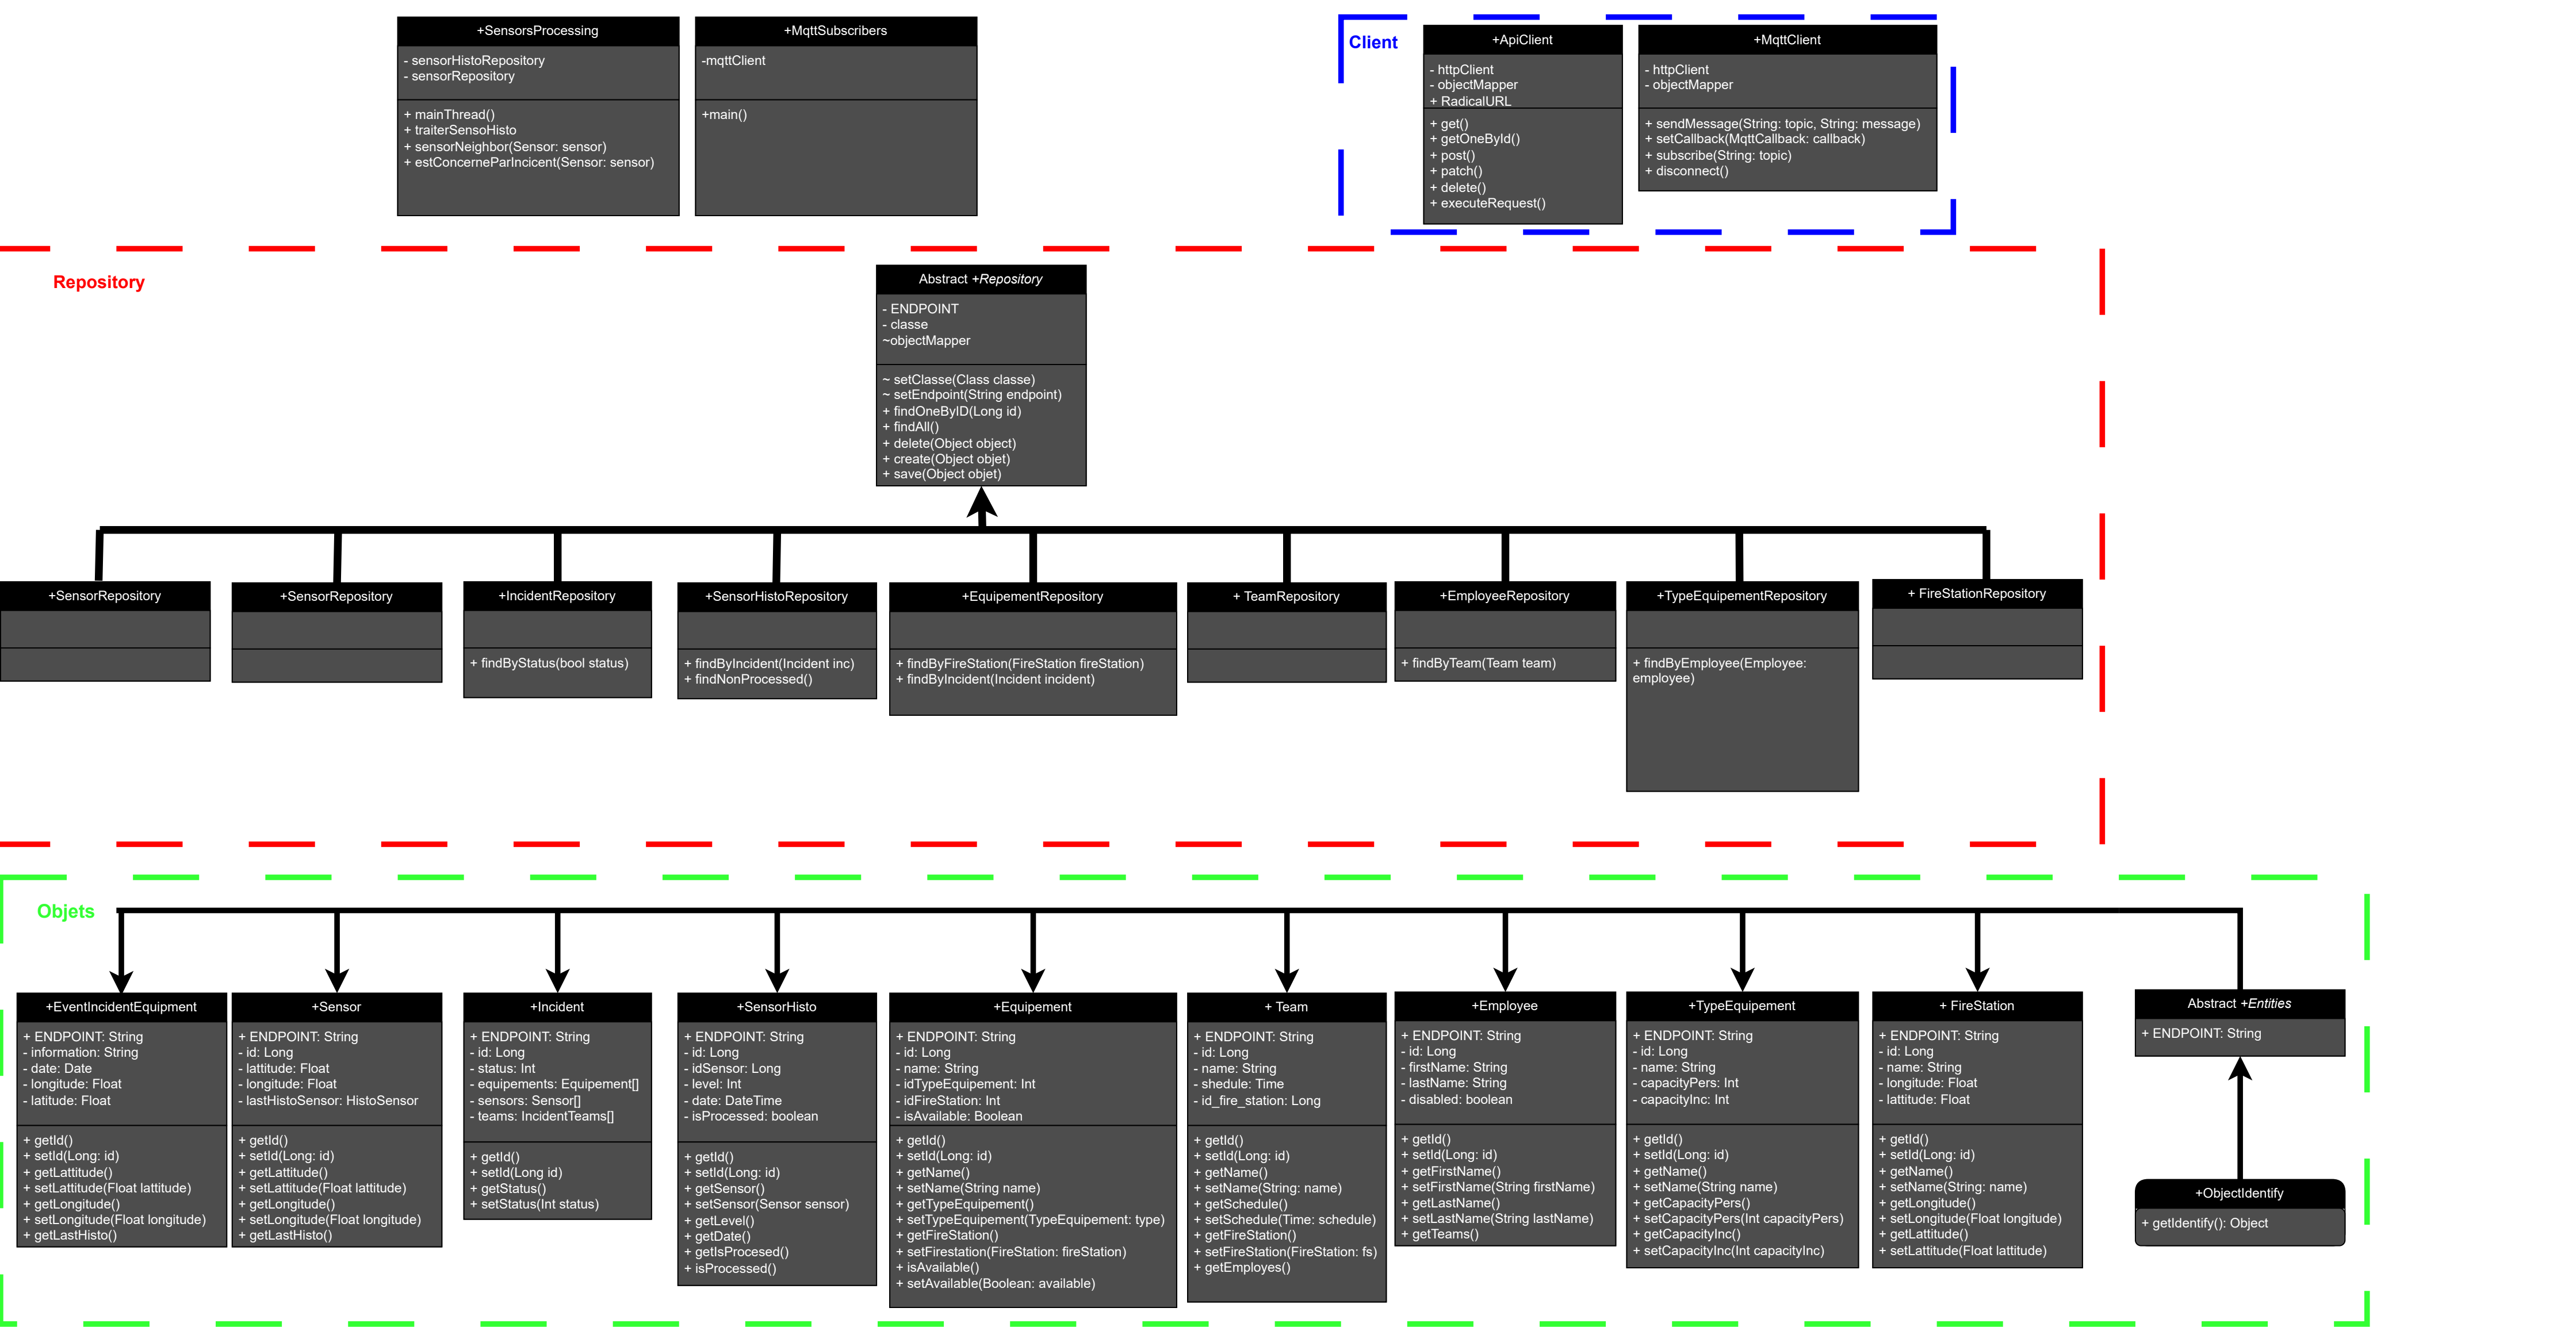 +SensorsProcessing
- sensorHistoRepository
- sensorRepository
+ mainThread()
+ traiterSensoHisto
+ sensorNeighbor(Sensor: sensor)
+ estConcerneParIncicent(Sensor: sensor)
+MqttSubscribers
-mqttClient
+main()
Client
+ApiClient
- httpClient
- objectMapper
+ RadicalURL
+ get()
+ getOneById()
+ post()
+ patch()
+ delete()
+ executeRequest()
+MqttClient
- httpClient
- objectMapper
+ sendMessage(String: topic, String: message)
+ setCallback(MqttCallback: callback)
+ subscribe(String: topic)
+ disconnect()
Repository
Abstract +Repository
- ENDPOINT
- classe
~objectMapper
~ setClasse(Class classe)
~ setEndpoint(String endpoint)
+ findOneByID(Long id)
+ findAll()
+ delete(Object object)
+ create(Object objet)
+ save(Object objet)
+SensorRepository
+SensorRepository
+IncidentRepository
+ findByStatus(bool status)
+SensorHistoRepository
+ findByIncident(Incident inc)
+ findNonProcessed()
+EquipementRepository
+ findByFireStation(FireStation fireStation)
+ findByIncident(Incident incident)
+ TeamRepository
+EmployeeRepository
+ findByTeam(Team team)
+TypeEquipementRepository
+ findByEmployee(Employee:
employee)
+ FireStationRepository
Objets
+EventIncidentEquipment
+ ENDPOINT: String
- information: String
- date: Date
- longitude: Float
- latitude: Float
+ getId()
+ setId(Long: id)
+ getLattitude()
+ setLattitude(Float lattitude)
+ getLongitude()
+ setLongitude(Float longitude)
+ getLastHisto()
+Sensor
+ ENDPOINT: String
- id: Long
- lattitude: Float
- longitude: Float
- lastHistoSensor: HistoSensor
+ getId()
+ setId(Long: id)
+ getLattitude()
+ setLattitude(Float lattitude)
+ getLongitude()
+ setLongitude(Float longitude)
+ getLastHisto()
+Incident
+ ENDPOINT: String
- id: Long
- status: Int
- equipements: Equipement[]
- sensors: Sensor[]
- teams: IncidentTeams[]
+ getId()
+ setId(Long id)
+ getStatus()
+ setStatus(Int status)
+SensorHisto
+ ENDPOINT: String
- id: Long
- idSensor: Long
- level: Int
- date: DateTime
- isProcessed: boolean
+ getId()
+ setId(Long: id)
+ getSensor()
+ setSensor(Sensor sensor)
+ getLevel()
+ getDate()
+ getIsProcesed()
+ isProcessed()
+Equipement
+ ENDPOINT: String
- id: Long
- name: String
- idTypeEquipement: Int
- idFireStation: Int
- isAvailable: Boolean
+ getId()
+ setId(Long: id)
+ getName()
+ setName(String name)
+ getTypeEquipement()
+ setTypeEquipement(TypeEquipement: type)
+ getFireStation()
+ setFirestation(FireStation: fireStation)
+ isAvailable()
+ setAvailable(Boolean: available)
+ Team
+ ENDPOINT: String
- id: Long
- name: String
- shedule: Time
- id_fire_station: Long
+ getId()
+ setId(Long: id)
+ getName()
+ setName(String: name)
+ getSchedule()
+ setSchedule(Time: schedule)
+ getFireStation()
+ setFireStation(FireStation: fs)
+ getEmployes()
+Employee
+ ENDPOINT: String
- id: Long
- firstName: String
- lastName: String
- disabled: boolean
+ getId()
+ setId(Long: id)
+ getFirstName()
+ setFirstName(String firstName)
+ getLastName()
+ setLastName(String lastName)
+ getTeams()
+TypeEquipement
+ ENDPOINT: String
- id: Long
- name: String
- capacityPers: Int
- capacityInc: Int
+ getId()
+ setId(Long: id)
+ getName()
+ setName(String name)
+ getCapacityPers()
+ setCapacityPers(Int capacityPers)
+ getCapacityInc()
+ setCapacityInc(Int capacityInc)
+ FireStation
+ ENDPOINT: String
- id: Long
- name: String
- longitude: Float
- lattitude: Float
+ getId()
+ setId(Long: id)
+ getName()
+ setName(String: name)
+ getLongitude()
+ setLongitude(Float longitude)
+ getLattitude()
+ setLattitude(Float lattitude)
Abstract +Entities
+ ENDPOINT: String
+ObjectIdentify
+ getIdentify(): Object